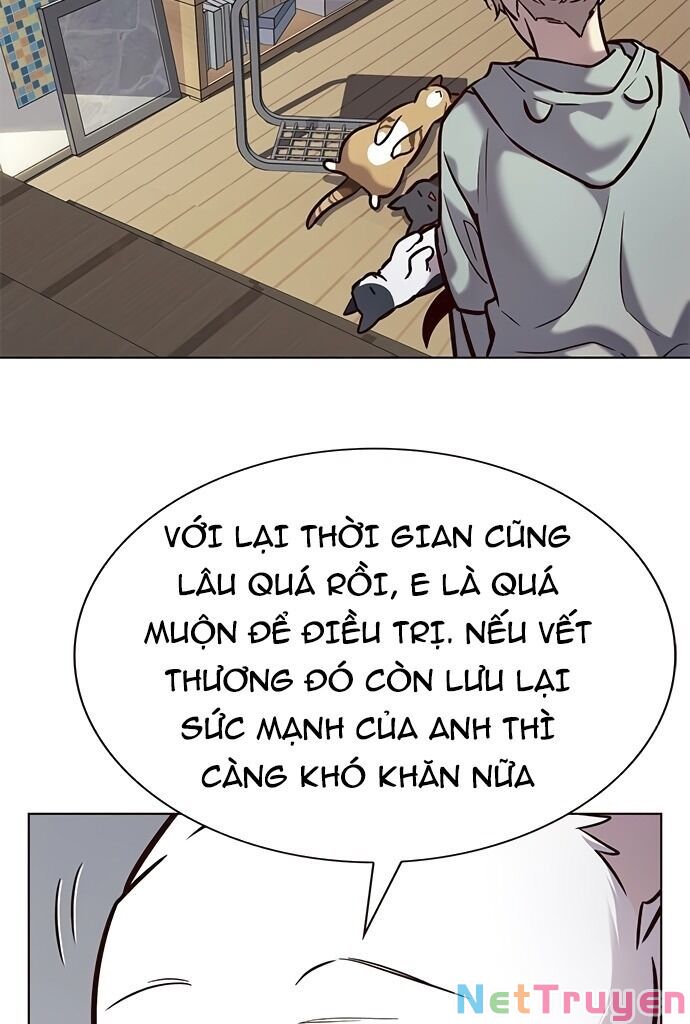 VỚI LẠI THỜI GIAN CŨNG
LÂU QUÁ RỒI, E LÀ QUÁ
MUỘN ĐỂ ĐIỀU TRỊ. NẾU VẾT
THƯƠNG ĐÓ CÒN LƯU LẠI
SỨC MẠNH CỦA ANH THÌ
CÀNG KHÓ KHĂN NỮA
NETTRUYEN